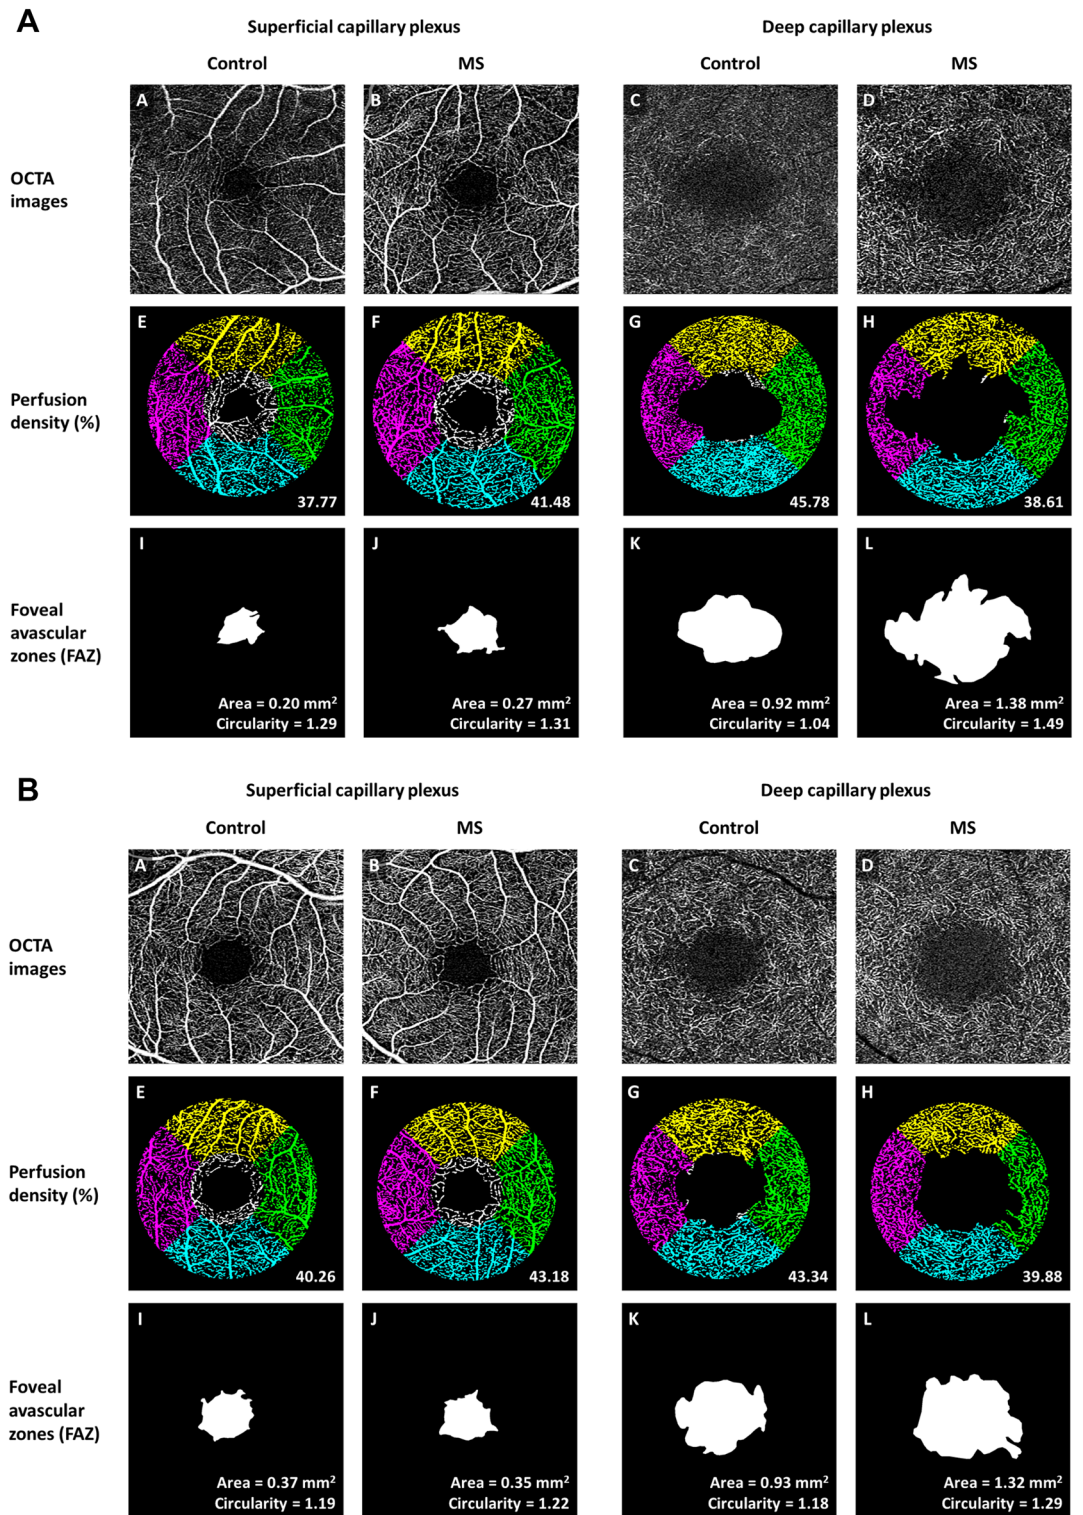 A
Superficial capillary plexus
Deep capillary plexus
Control
MS
Control
MS
OCTA
images
A
B
C
D
Perfusion
density (%)
E
F
G
H
37.77
41.48
45.78
38.61
Foveal
avascular
zones (FAZ)
I
J
K
L
Area = 0.20 mm²
Circularity = 1.29
Area = 0.27 mm²
Circularity = 1.31
Area = 0.92 mm²
Circularity = 1.04
Area = 1.38 mm²
Circularity = 1.49
B
Superficial capillary plexus
Deep capillary plexus
Control
MS
Control
MS
OCTA
images
A
B
C
D
Perfusion
density (%)
E
F
G
H
40.26
43.18
43.34
39.88
Foveal
avascular
zones (FAZ)
I
J
K
L
Area = 0.37 mm²
Circularity = 1.19
Area = 0.35 mm²
Circularity = 1.22
Area = 0.93 mm²
Circularity = 1.18
Area = 1.32 mm²
Circularity = 1.29